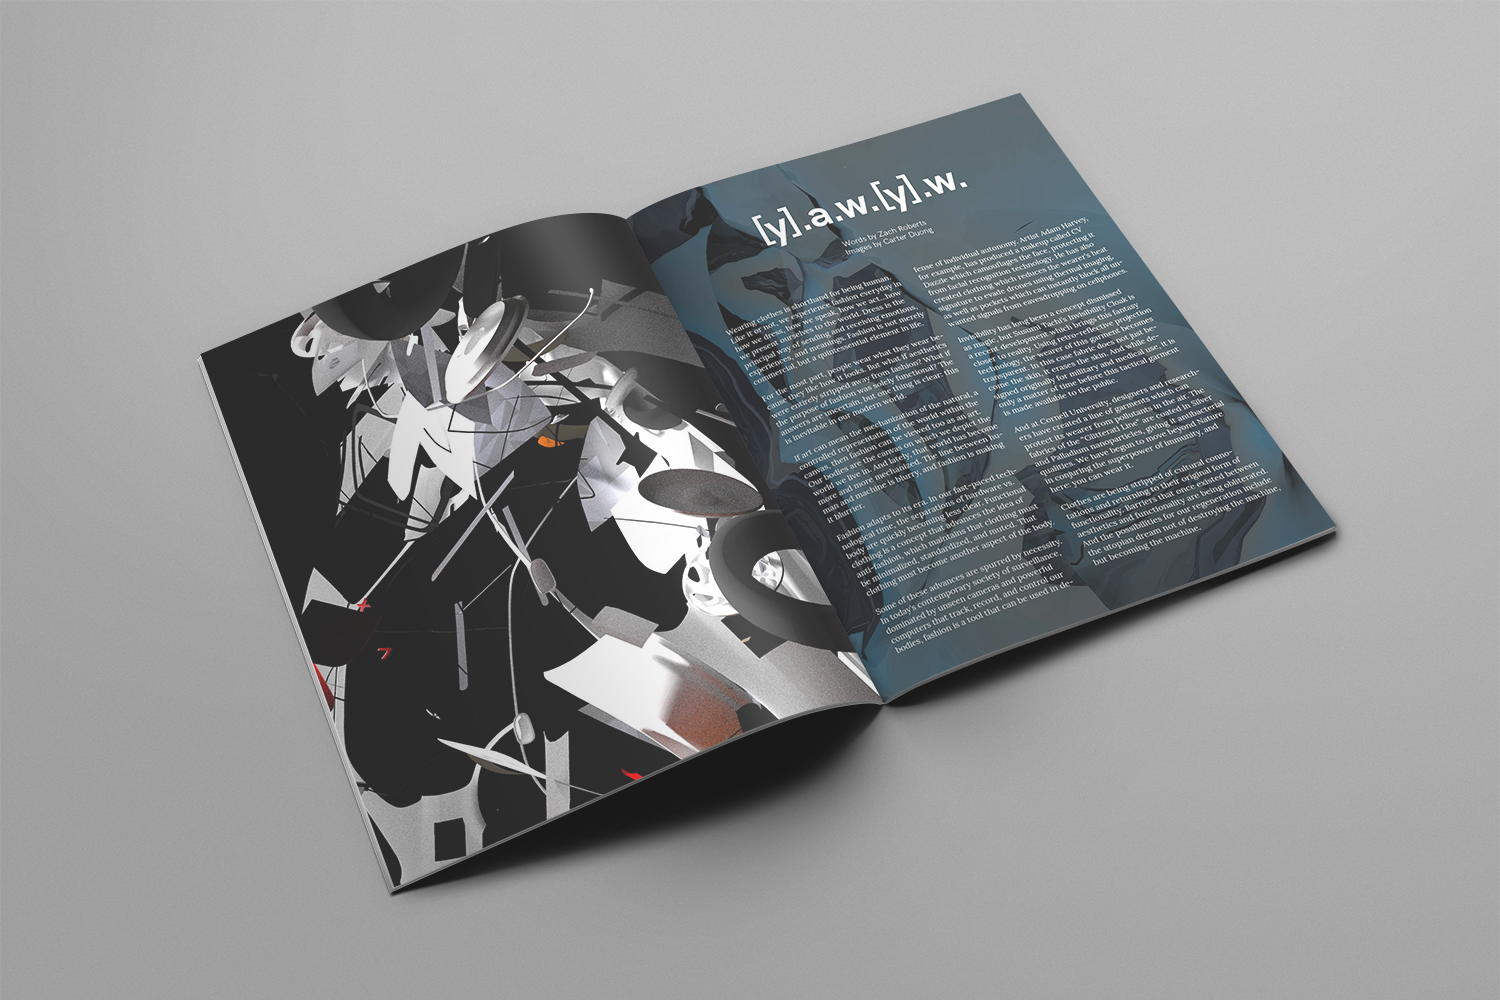 [y].a.w.[y].w.
Words by Zach Roberts
Images by Carter Duong
Wearing clothes is shorthand for being human,
like it or not, we experience fashion everyday:
how we dress, how we speak, how we act...how
we present ourselves to the world. Dress is the
principal way of sending and receiving emotions,
experiences, and meanings. Fashion is not merely
commercial, but a quintessential element in life.
For the most part, people wear what they wear be-
cause they like how it looks. But what if aesthetics
were entirely stripped away from fashion? What if
the purpose of fashion was solely functional? The
answers are uncertain, but one thing is clear: this
is inevitable in our modern world.
If art can mean the mechanization of the natural, a
controlled representation of the world within the
canvas, then fashion can be viewed too as an art.
Our bodies are the canvas on which we depict the
world we live in. And lately, that world has become
man and more mechanized. The line between hu-
man and machine is blurry, and fashion is making
it blurrier.
Fashion adapts to its era. In our fast-paced tech-
nological time, the separations of hardware vs
body are quickly becoming less clear. Functional
clothing is a concept that counters our idea of
art-fashion, which maintains that clothing can
be minimalized, standardized, and muted. That
clothing must become another aspect of the body.
Some of these advances are spurred by necessity.
In today's contemporary society of surveillance,
dominated by unseen cameras and powerful
computers that track, record, and control our
bodies, fashion is a tool that can be used in de-
fense of individual autonomy. Artist Adam Harvey,
for example, has produced a makeup called CV
Dazzle which camouflages the face, protecting it
from facial recognition technology. He has also
created clothing which reduces the wearer's heat
signature to evade drones using thermal imaging,
as well as pockets which can instantly block all un-
wanted signals from eavesdropping on cellphones.
Invisibility has long been a concept dismissed
as magic, but Susumu Tachi's Invisibility Cloak is
a recent technology which brings this fantasy
closer to a reality. Using retro-graphic projection
technology, the wearer of this garment becomes
transparent. In essence fabric and cloth, which
cover the skin, now erases skin. And, while de-
signed originally for military and medical use, it is
only a matter of time before this tactical garment
is made available to the public.
And at Cornell University, designers and research-
ers have created a line of garments which can
protect its wearer from pollutants and fumes. The
fabrics of the "Glitterati" Line are coated in Silver
and Palladium nanoparticles, giving it antibacterial
qualities. We have begun to move beyond Nature
in conquering the superpower of immunity and
here: you can wear it.
Clothes are being stripped of cultural conno-
tations and returning to their original form of
functionality. Barriers that once existed between
aesthetics and function are being obliterated.
And the possibilities for our regeneration elude
the utopian dream: not of destroying the machine,
but becoming the machine.